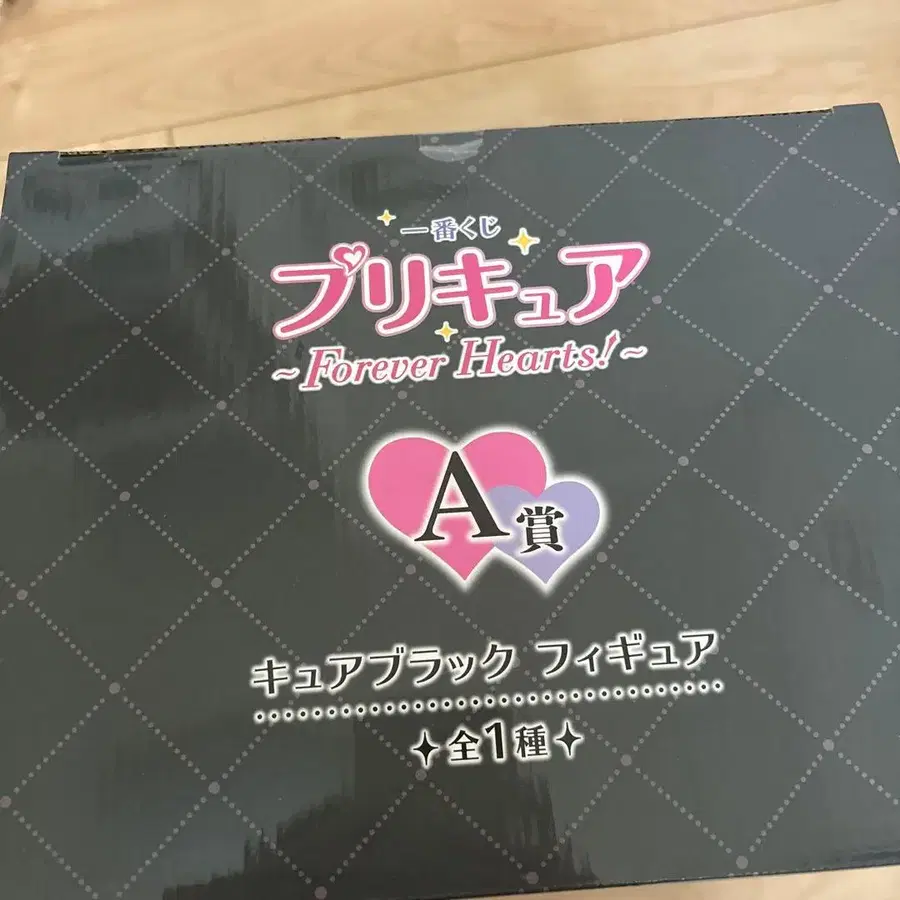 一番くじ
プリキュア
~Forever Hearts!~
A賞
キュアブラック フィギュア
全1種